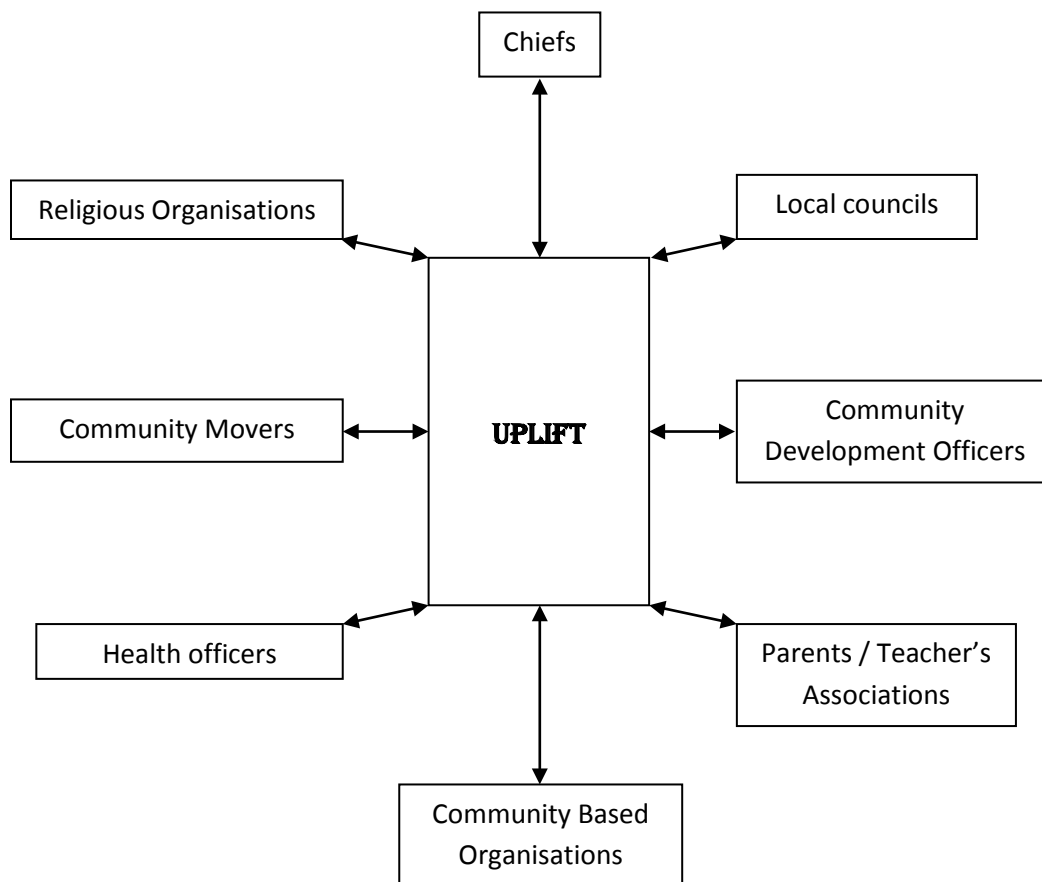 Chiefs
Religious Organisations
Local councils
Community Movers
UPLIFT
Community
Development Officers
Health officers
Parents / Teacher’s
Associations
Community Based
Organisations